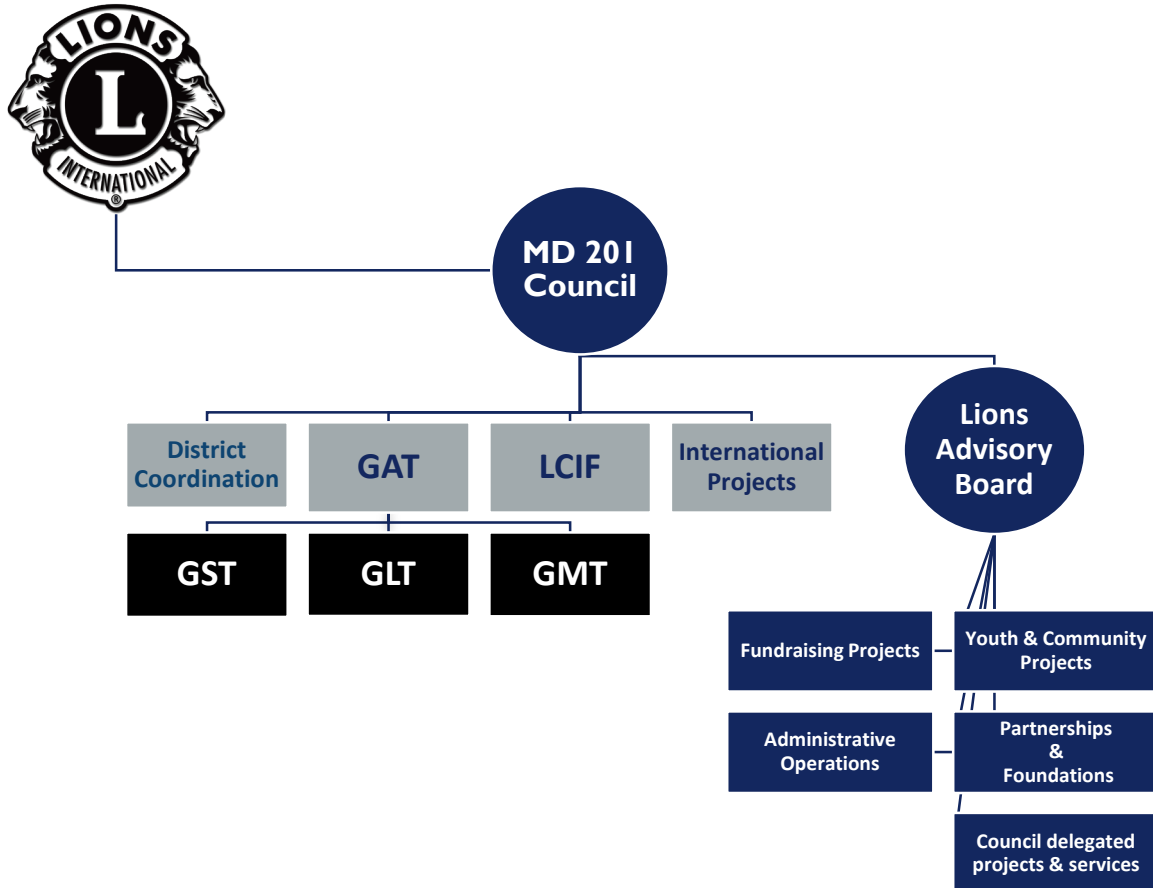 LIONS
L
INTERNATIONAL
®
MD 201
Council
District
Coordination
GAT
LCIF
International
Projects
Lions
Advisory
Board
GST
GLT
GMT
Fundraising Projects
Youth & Community
Projects
Administrative
Operations
Partnerships
&
Foundations
Council delegated
projects & services